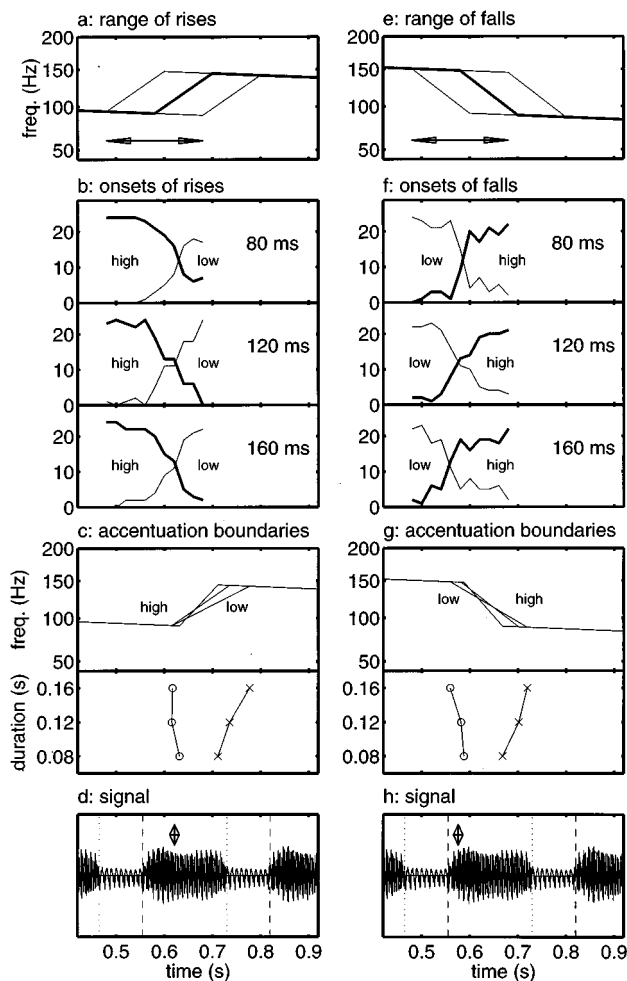 a: range of rises
200
150
100
50
freq. (Hz)
b: onsets of rises
20
10
0
high
low
80 ms
20
10
0
high
low
120 ms
20
10
0
high
low
160 ms
c: accentuation boundaries
200
150
100
50
freq. (Hz)
high
low
0.16
0.12
0.08
duration (s)
d: signal
0.5
0.6
0.7
0.8
0.9
time (s)
e: range of falls
200
150
100
50
f: onsets of falls
20
10
0
low
high
80 ms
20
10
0
low
high
120 ms
20
10
0
low
high
160 ms
g: accentuation boundaries
200
150
100
50
low
high
0.16
0.12
0.08
h: signal
0.5
0.6
0.7
0.8
0.9
time (s)